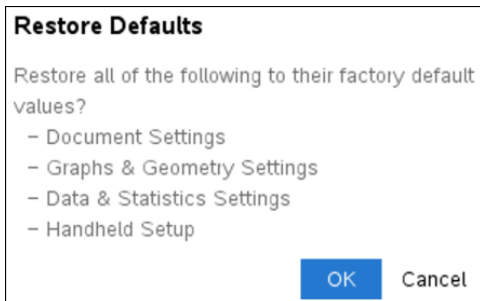 Restore Defaults
Restore all of the following to their factory default
values?
– Document Settings
– Graphs & Geometry Settings
– Data & Statistics Settings
– Handheld Setup
OK Cancel